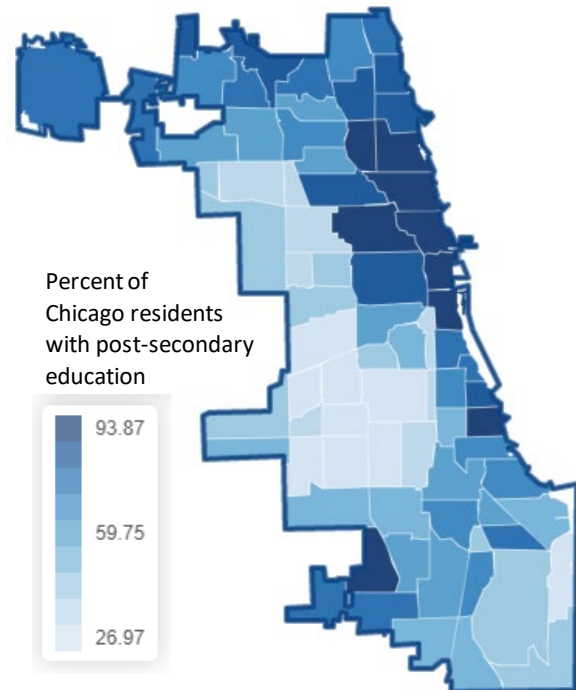 Percent of
Chicago residents
with post-secondary
education
93.87
59.75
26.97